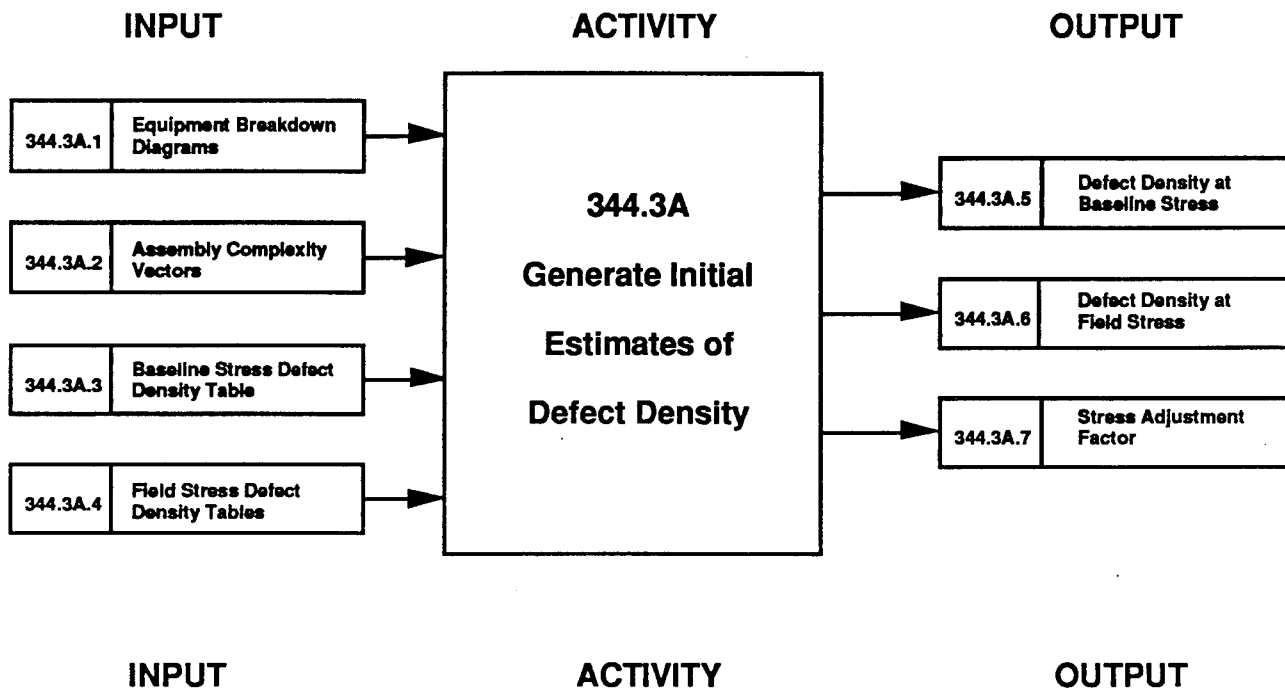 INPUT
ACTIVITY
OUTPUT
344.3A.1
Equipment Breakdown
Diagrams
344.3A.2
Assembly Complexity
Vectors
344.3A.3
Baseline Stress Defect
Density Table
344.3A.4
Field Stress Defect
Density Tables
344.3A
Generate Initial
Estimates of
Defect Density
344.3A.5
Defect Density at
Baseline Stress
344.3A.6
Defect Density at
Field Stress
344.3A.7
Stress Adjustment
Factor
INPUT
ACTIVITY
OUTPUT